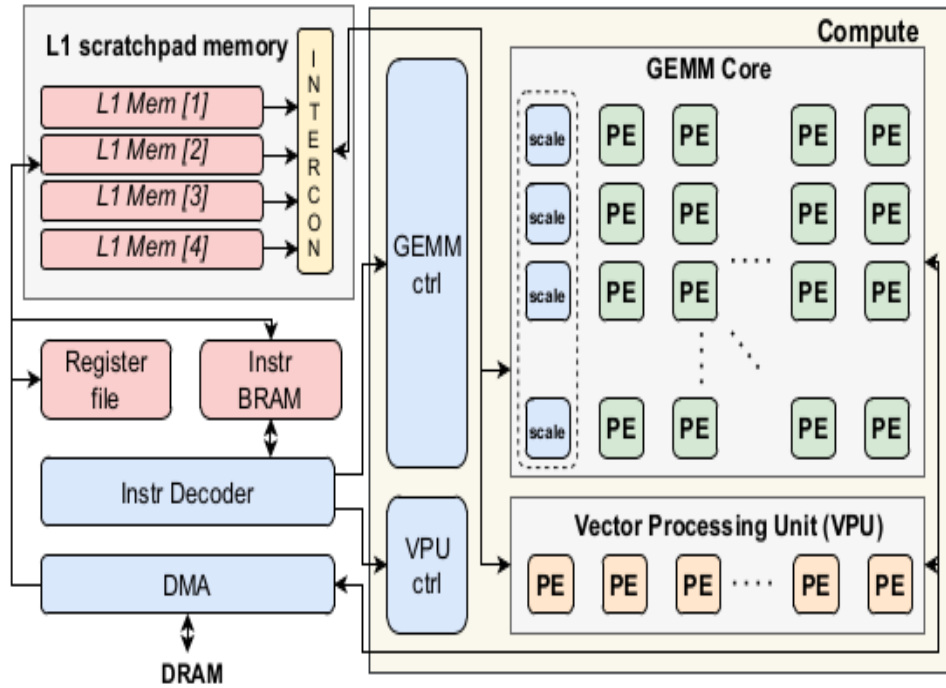 L1 scratchpad memory
L1 Mem [1]
L1 Mem [2]
L1 Mem [3]
L1 Mem [4]
INTERCON
Register
file
Instr
BRAM
Instr Decoder
DMA
DRAM
Compute
GEMM
ctrl
VPU
ctrl
GEMM Core
scale PE PE PE PE
scale PE PE PE PE
scale PE PE PE PE
scale PE PE PE PE
Vector Processing Unit (VPU)
PE PE PE PE PE